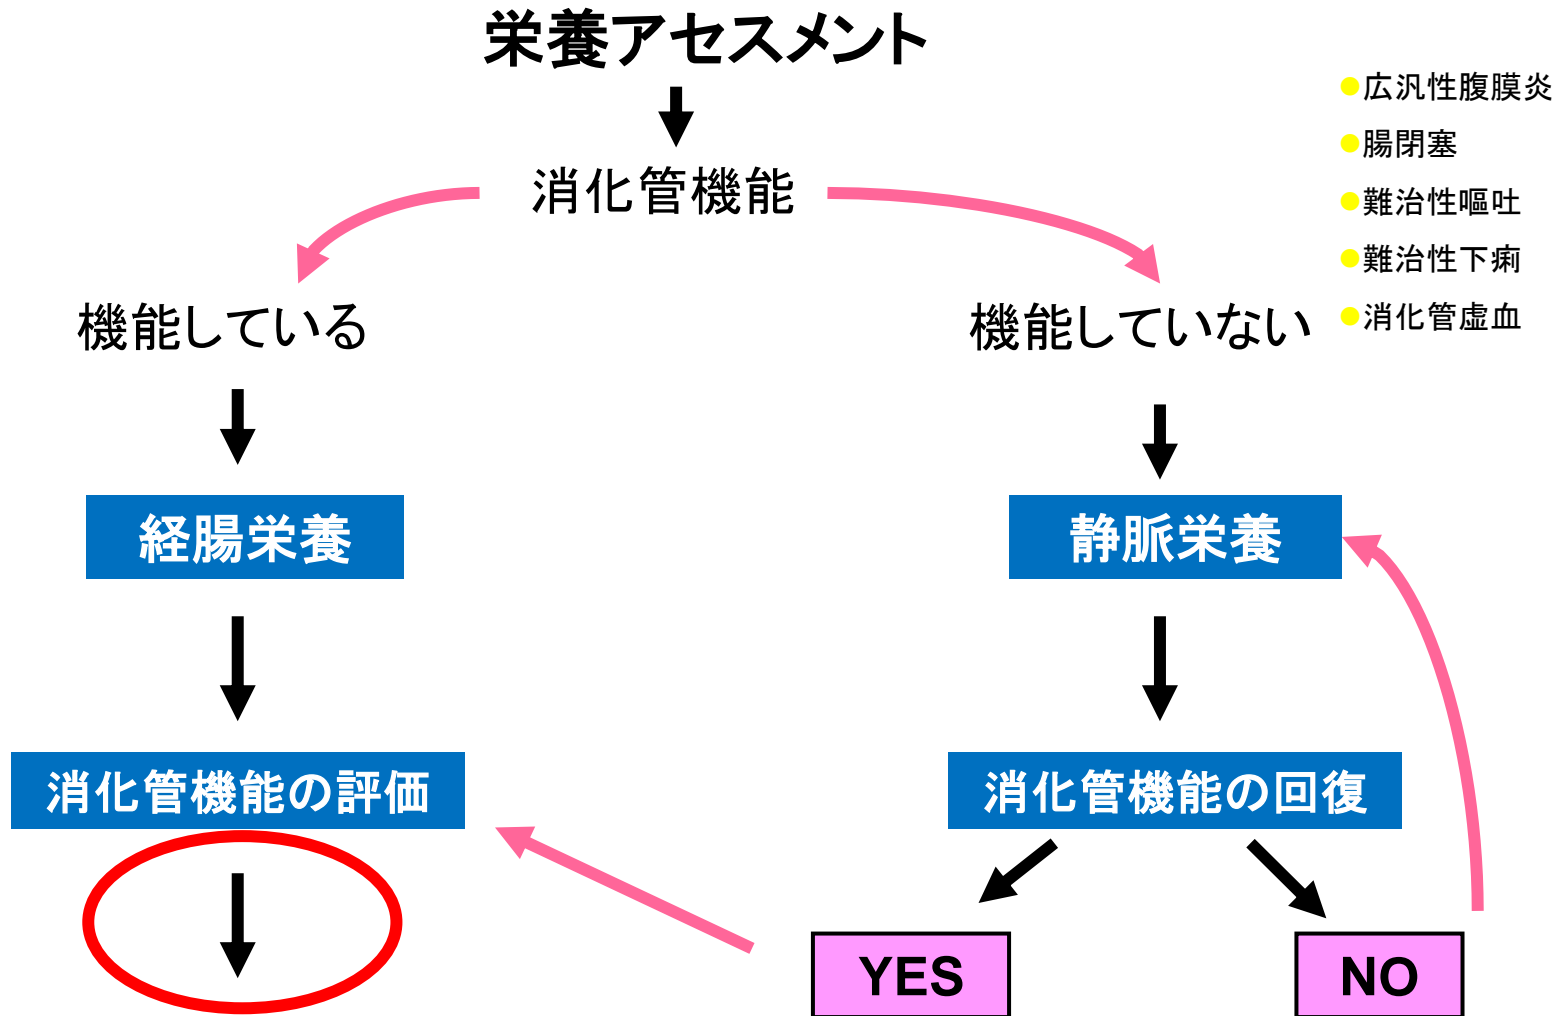 栄養アセスメント
●広汎性腹膜炎
●腸閉塞
●難治性嘔吐
●難治性下痢
●消化管虚血
消化管機能
機能している
機能していない
経腸栄養
静脈栄養
消化管機能の評価
消化管機能の回復
YES
NO